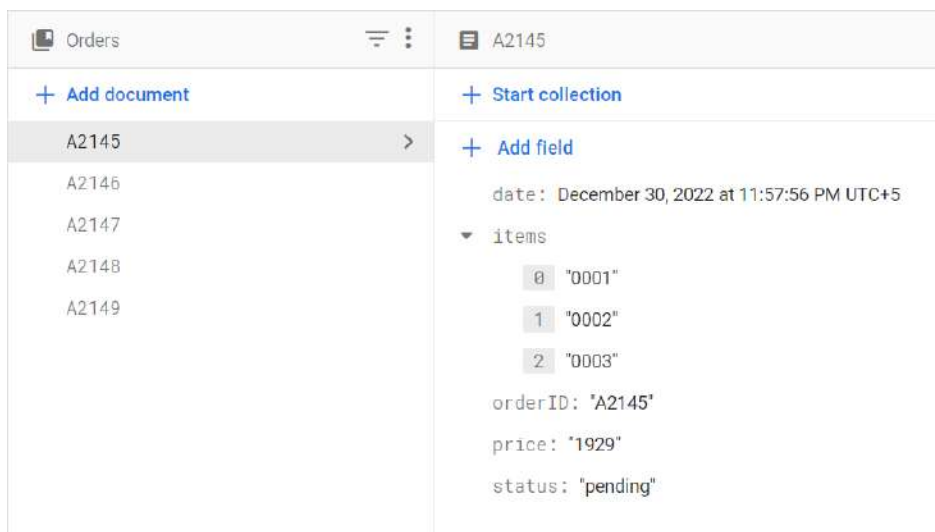 Orders
Add document
A2145
A2146
A2147
A2148
A2149
A2145
Start collection
Add field
date: December 30, 2022 at 11:57:56 PM UTC+5
items
0 "0001"
1 "0002"
2 "0003"
orderID: "A2145"
price: "1929"
status: "pending"